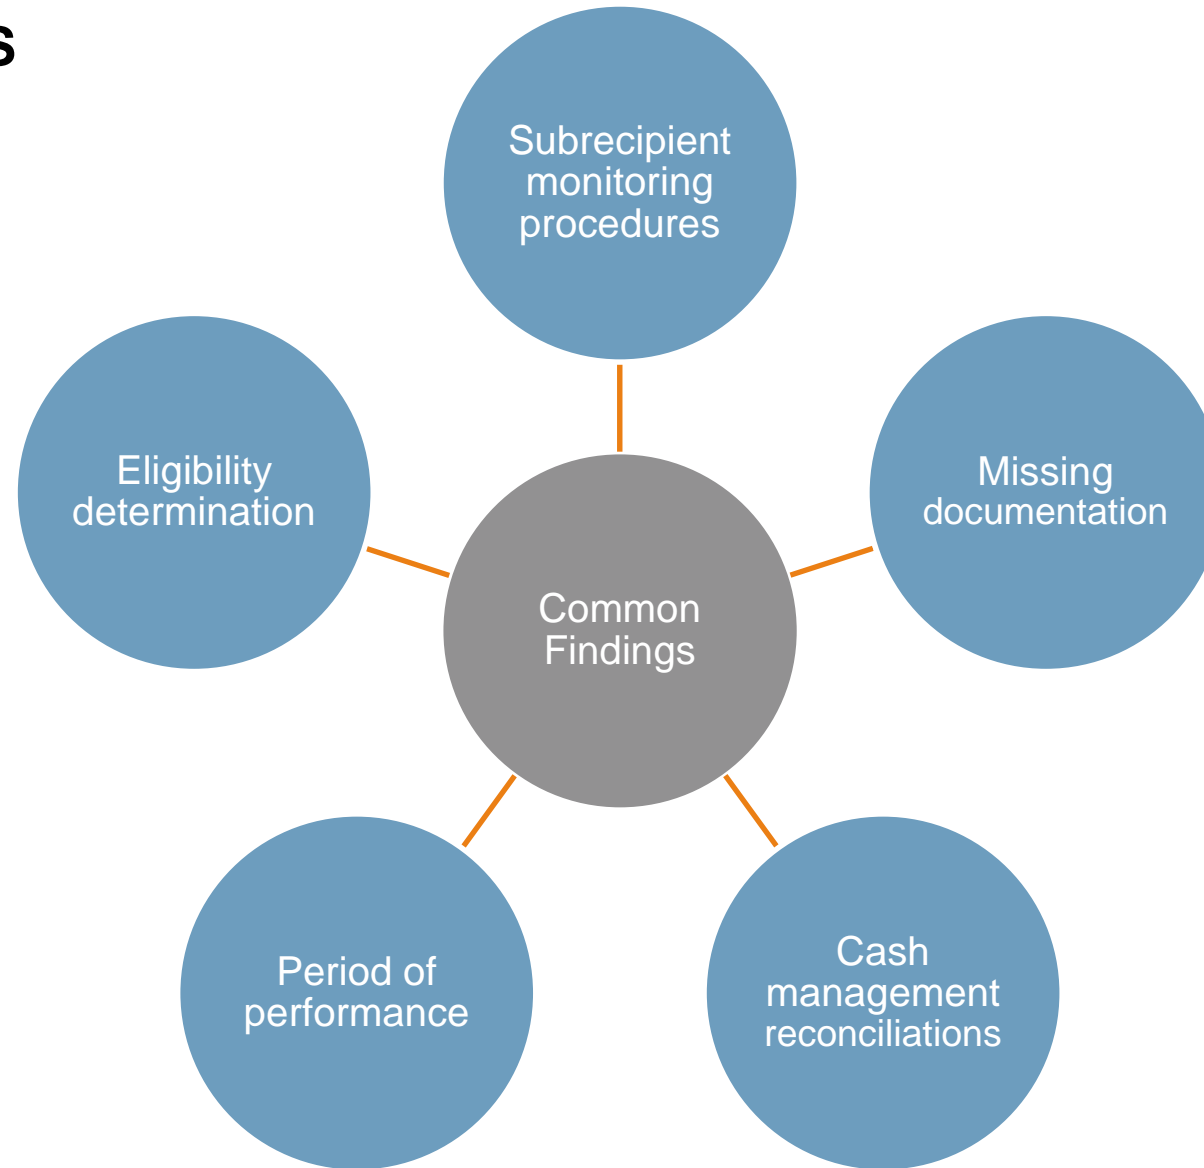 s
Subrecipient
monitoring
procedures
Missing
documentation
Cash
management
reconciliations
Period of
performance
Eligibility
determination
Common
Findings